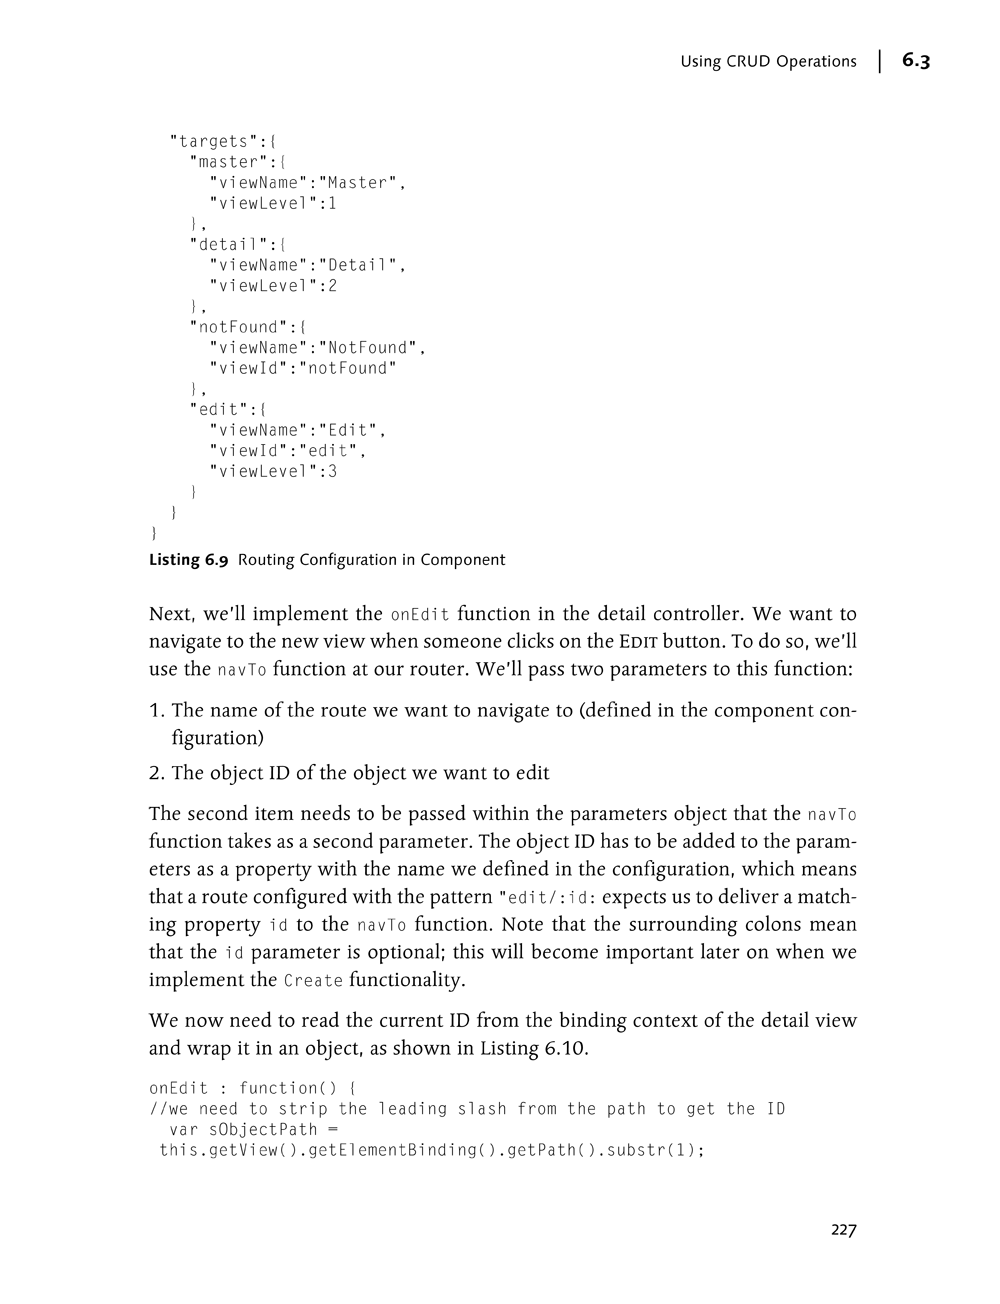 Using CRUD Operations | 6.3
"targets":{
"master":{
"viewName":"Master",
"viewLevel":1
},
"detail":{
"viewName":"Detail",
"viewLevel":2
},
"notFound":{
"viewName":"NotFound",
"viewId":"notFound"
},
"edit":{
"viewName":"Edit",
"viewId":"edit",
"viewLevel":3
}
}
}
Listing 6.9 Routing Configuration in Component
Next, we'll implement the onEdit function in the detail controller. We want to
navigate to the new view when someone clicks on the EDIT button. To do so, we'll
use the navTo function at our router. We'll pass two parameters to this function:
1. The name of the route we want to navigate to (defined in the component con-
figuration)
2. The object ID of the object we want to edit
The second item needs to be passed within the parameters object that the navTo
function takes as a second parameter. The object ID has to be added to the param-
eters as a property with the name we defined in the configuration, which means
that a route configured with the pattern "edit/:id: expects us to deliver a match-
ing property id to the navTo function. Note that the surrounding colons mean
that the id parameter is optional; this will become important later on when we
implement the Create functionality.
We now need to read the current ID from the binding context of the detail view
and wrap it in an object, as shown in Listing 6.10.
onEdit : function() {
//we need to strip the leading slash from the path to get the ID
var sObjectPath =
this.getView().getElementBinding().getPath().substr(1);
227